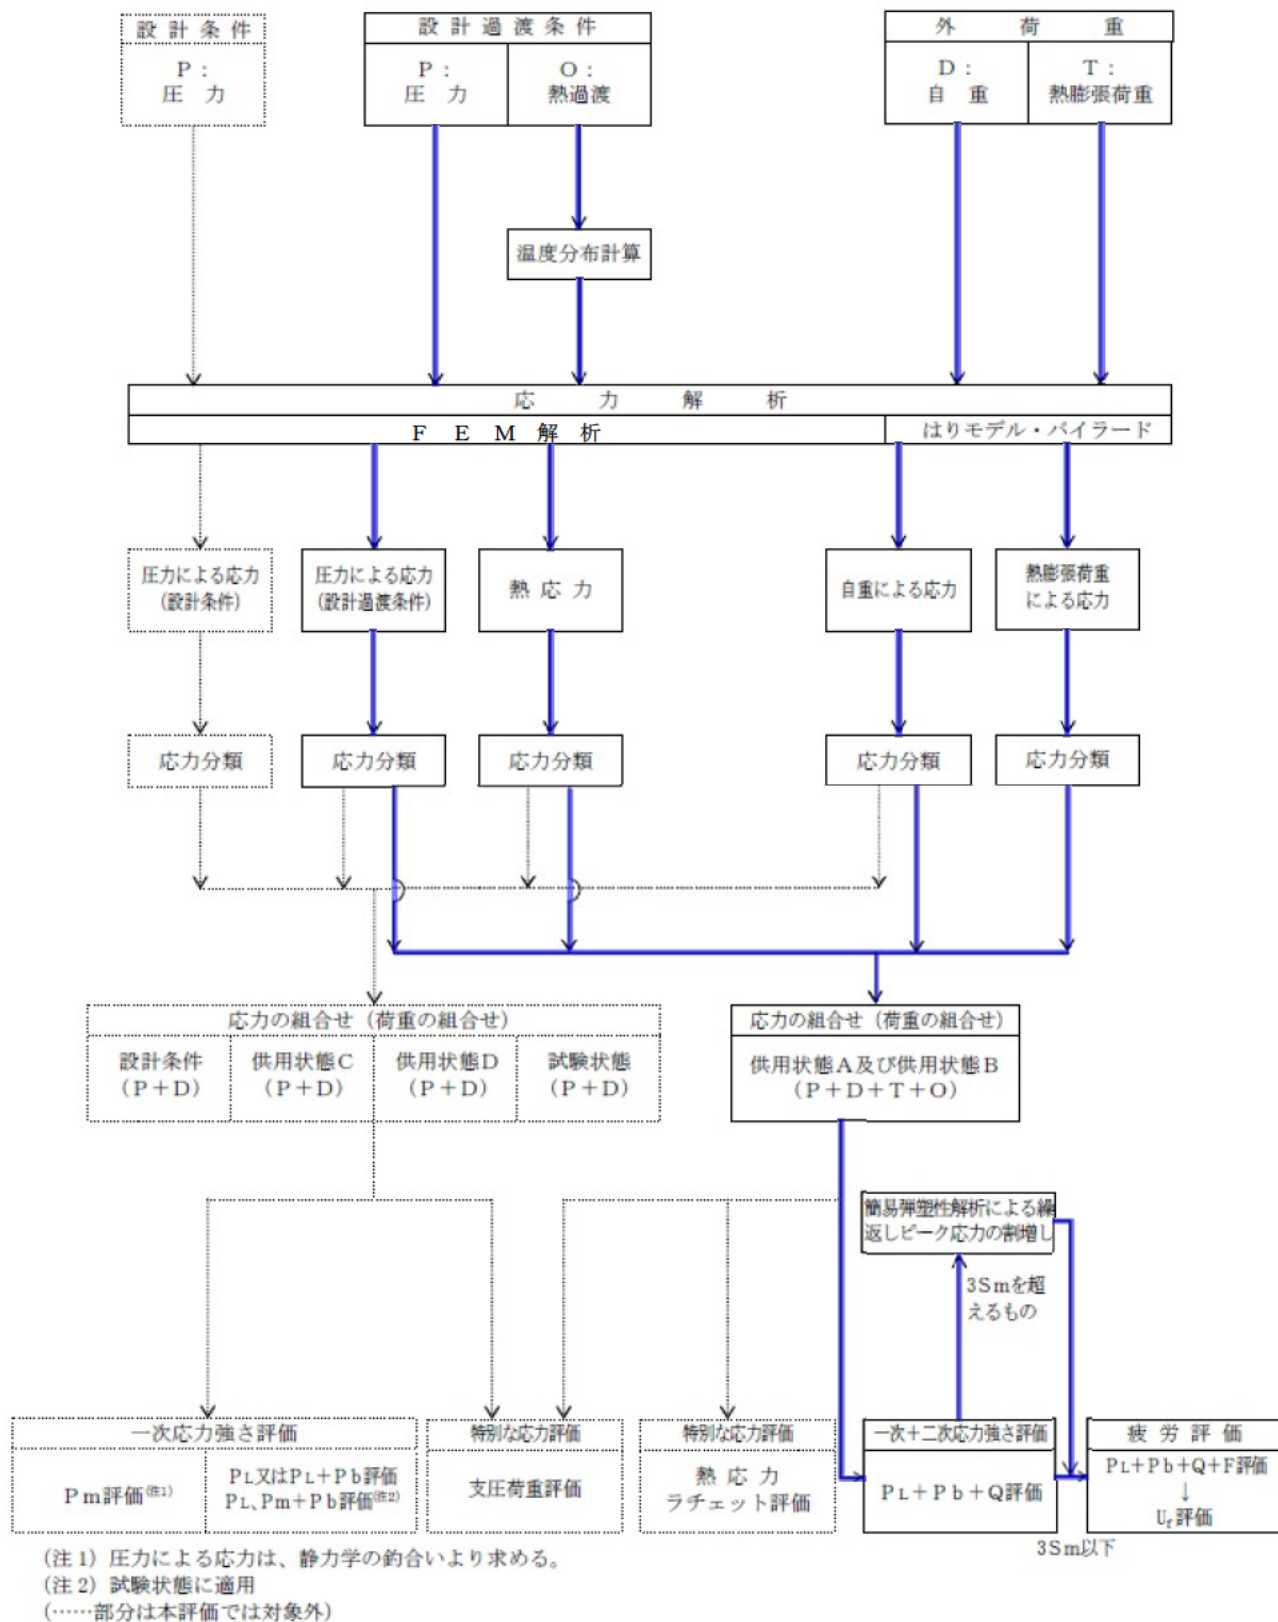 設計条件
設計過渡条件
外荷重
P：
圧力
P：
圧力
O：
熱過渡
D：
自重
T：
熱膨張荷重
温度分布計算
応力解析
FEM解析
はりモデル・バイラード
圧力による応力
(設計条件)
圧力による応力
(設計過渡条件)
熱応力
自重による応力
熱膨張荷重
による応力
応力分類
応力分類
応力分類
応力分類
応力分類
応力の組合せ（荷重の組合せ）
設計条件
（P＋D）
供用状態C
（P＋D）
供用状態D
（P＋D）
試験状態
（P＋D）
応力の組合せ（荷重の組合せ）
供用状態A及び供用状態B
（P＋D＋T＋O）
簡易弾塑性解析による繰
返しピーク応力の割増し
3Smを超
えるもの
一次応力強さ評価
Pm評価(注1)
PL又はPL＋Pb評価
PL、Pm＋Pb評価(注2)
特別な応力評価
支圧荷重評価
特別な応力評価
熱応力
ラチェット評価
一次＋二次応力強さ評価
PL＋Pb＋Q評価
疲労評価
PL＋Pb＋Q＋F評価
↓
Uf評価
3Sm以下
(注1) 圧力による応力は、静力学の釣合いより求める。
(注2) 試験状態に適用
(……部分は本評価では対象外)